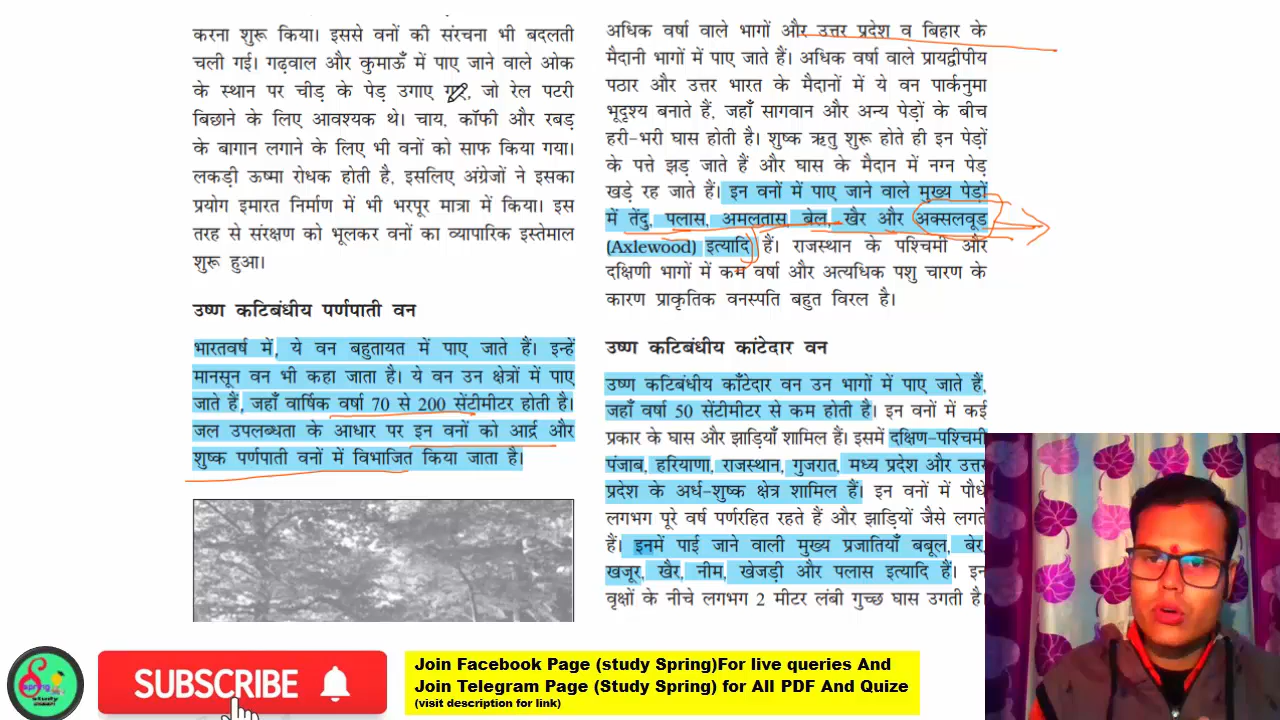 करना शुरू किया। इससे वनों की संरचना भी बदलती
चली गई। गढ़वाल और कुमाऊँ में पाए जाने वाले ओक
के स्थान पर चीड़ के पेड़ उगाए गए, जो रेल पटरी
बिछाने के लिए आवश्यक थे। चाय, कॉफी और रबड़
के बागान लगाने के लिए भी वनों को साफ किया गया।
लकड़ी ऊष्मा रोधक होती है, इसलिए अंग्रेजों ने इसका
प्रयोग इमारत निर्माण में भी भरपूर मात्रा में किया। इस
तरह से संरक्षण को भूलकर वनों का व्यापारिक इस्तेमाल
शुरू हुआ।
उष्ण कटिबंधीय पर्णपाती वन
भारतवर्ष में, ये वन बहुतायत में पाए जाते हैं। इन्हें
मानसून वन भी कहा जाता है। ये वन उन क्षेत्रों में पाए
जाते हैं, जहाँ वार्षिक वर्षा 70 से 200 सेंटीमीटर होती है।
जल उपलब्धता के आधार पर इन वनों को आर्द्र और
शुष्क पर्णपाती वनों में विभाजित किया जाता है।
अधिक वर्षा वाले भागों और उत्तर प्रदेश व बिहार के
मैदानी भागों में पाए जाते हैं। अधिक वर्षा वाले प्रायद्वीपीय
पठार और उत्तर भारत के मैदानों में ये वन पार्कनुमा
भूदृश्य बनाते हैं, जहाँ सागवान और अन्य पेड़ों के बीच
हरी-भरी घास होती है। शुष्क ऋतु शुरू होते ही इन पेड़ों
के पत्ते झड़ जाते हैं और घास के मैदान में नग्न पेड़
खड़े रह जाते हैं। इन वनों में पाए जाने वाले मुख्य पेड़ों
में तेंदु, पलास, अमलतास, बेल, खैर और अक्सलवूड
(Axlewood) इत्यादि हैं। राजस्थान के पश्चिमी और
दक्षिणी भागों में कम वर्षा और अत्यधिक पशु चारण के
कारण प्राकृतिक वनस्पति बहुत विरल है।
उष्ण कटिबंधीय कांटेदार वन
उष्ण कटिबंधीय काँटेदार वन उन भागों में पाए जाते हैं,
जहाँ वर्षा 50 सेंटीमीटर से कम होती है। इन वनों में कई
प्रकार के घास और झाड़ियाँ शामिल हैं। इसमें दक्षिण-पश्चिमी
पंजाब, हरियाणा, राजस्थान, गुजरात, मध्य प्रदेश और उत्तर
प्रदेश के अर्ध-शुष्क क्षेत्र शामिल हैं। इन वनों में पौधे
लगभग पूरे वर्ष पर्णरहित रहते हैं और झाड़ियों जैसे लगते
हैं। इनमें पाई जाने वाली मुख्य प्रजातियाँ बबूल, बेर,
खजूर, खैर, नीम, खेजड़ी और पलास इत्यादि हैं। इन
वृक्षों के नीचे लगभग 2 मीटर लंबी गुच्छ घास उगती है।
Spring
study
SUBSCRIBE
Join Facebook Page (study Spring)For live queries And
Join Telegram Page (Study Spring) for All PDF And Quize
(visit description for link)